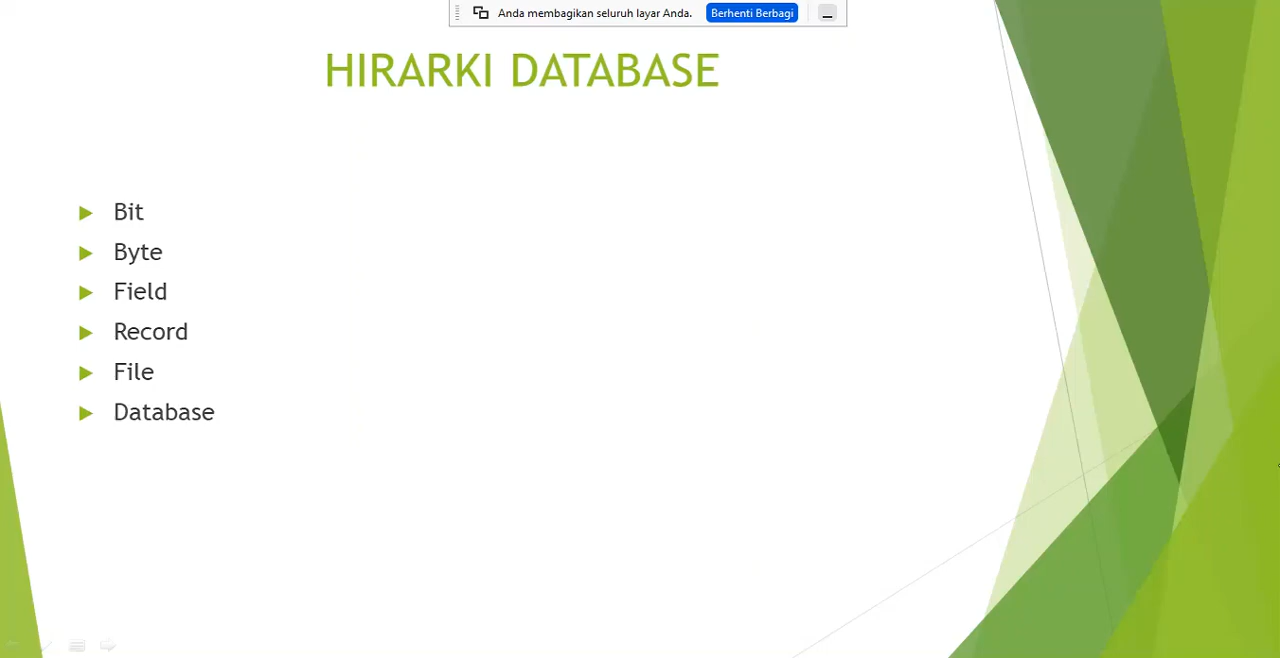 Anda membagikan seluruh layar Anda. Berhenti Berbagi
HIRARKI DATABASE
Bit
Byte
Field
Record
File
Database